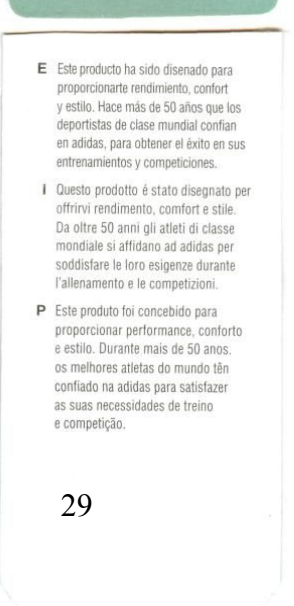 E Este producto ha sido disenado para
proporcionarte rendimiento, confort
y estilo. Hace más de 50 años que los
deportistas de clase mundial confian
en adidas, para obtener el éxito en sus
entrenamientos y competiciones.
I Questo prodotto é stato disegnato per
offrirvi rendimento, comfort e stile.
Da oltre 50 anni gli atleti di classe
mondiale si affidano ad adidas per
soddisfare le loro esigenze durante
l'allenamento e le competizioni.
P Este produto foi concebido para
proporcionar performance, conforto
e estilo. Durante mais de 50 anos.
os melhores atletas do mundo tên
confiado na adidas para satisfazer
as suas necessidades de treino
e competição.
29